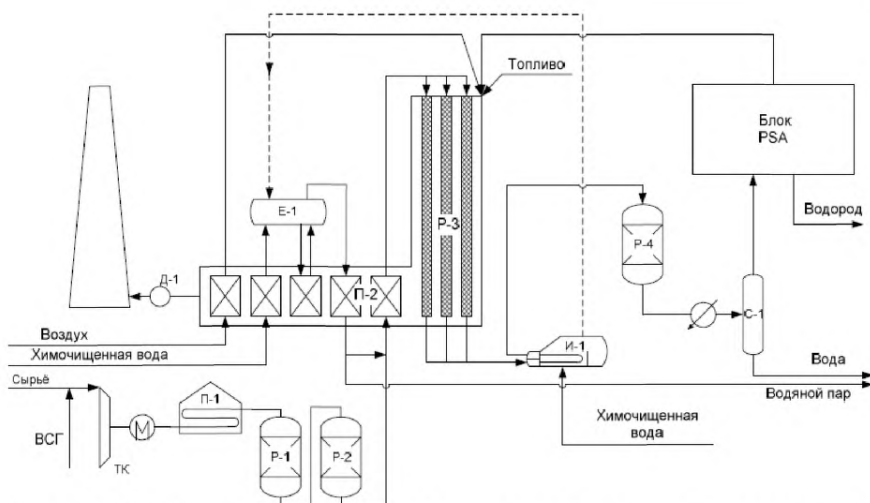 Топливо
Блок
PSA
Е-1
Р-3
Водород
Р-4
Д-1
П-2
С-1
Воздух
И-1
Химочищенная вода
Вода
Сырьё
Водяной пар
П-1
ВСГ
М
Химочищенная
вода
Р-1
Р-2
ТК